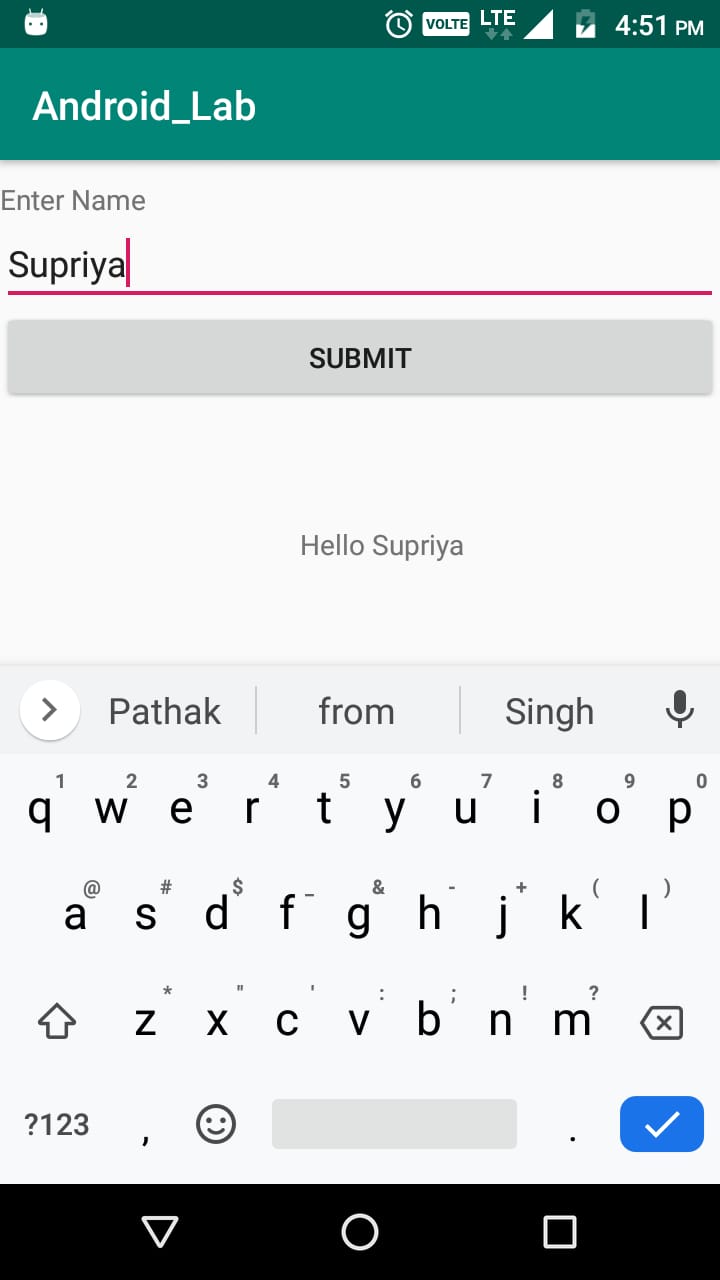 VOLTE LTE 4:51 PM
Android_Lab
Enter Name
Supriya
SUBMIT
Hello Supriya
Pathak from Singh
1 2 3 4 5 6 7 8 9 0
q w e r t y u i o p
@ # $ _ & - + ( )
a s d f g h j k l
* " ' : ; ! ?
z x c v b n m
?123 , .